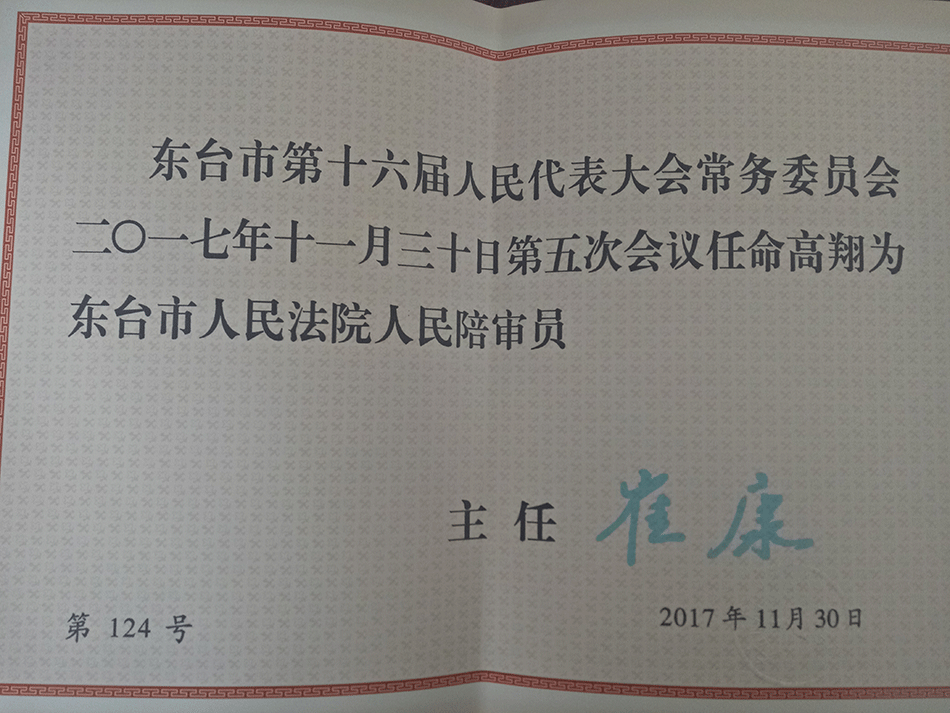 东台市第十六届人民代表大会常务委员会
二〇一七年十一月三十日第五次会议任命高翔为
东台市人民法院人民陪审员
主任 崔康
第 124 号
2017 年 11 月 30 日